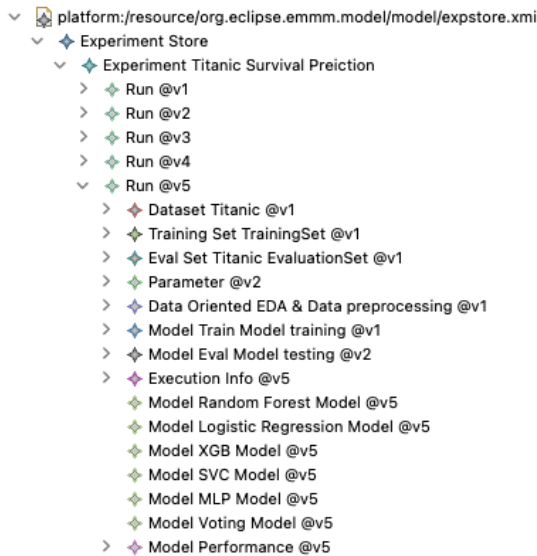 platform:/resource/org.eclipse.emmm.model/model/expstore.xmi
Experiment Store
Experiment Titanic Survival Preiction
Run @v1
Run @v2
Run @v3
Run @v4
Run @v5
Dataset Titanic @v1
Training Set TrainingSet @v1
Eval Set Titanic EvaluationSet @v1
Parameter @v2
Data Oriented EDA & Data preprocessing @v1
Model Train Model training @v1
Model Eval Model testing @v2
Execution Info @v5
Model Random Forest Model @v5
Model Logistic Regression Model @v5
Model XGB Model @v5
Model SVC Model @v5
Model MLP Model @v5
Model Voting Model @v5
Model Performance @v5